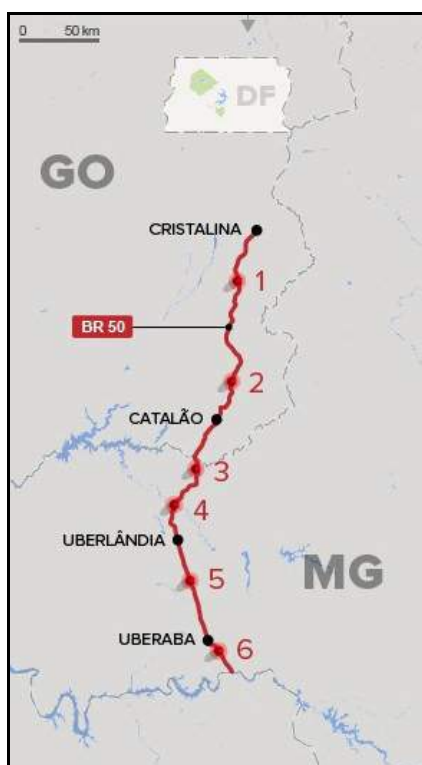 0 50 km
DF
GO
CRISTALINA
1
BR 50
2
CATALÃO
3
4
UBERLÂNDIA
5
MG
UBERABA
6